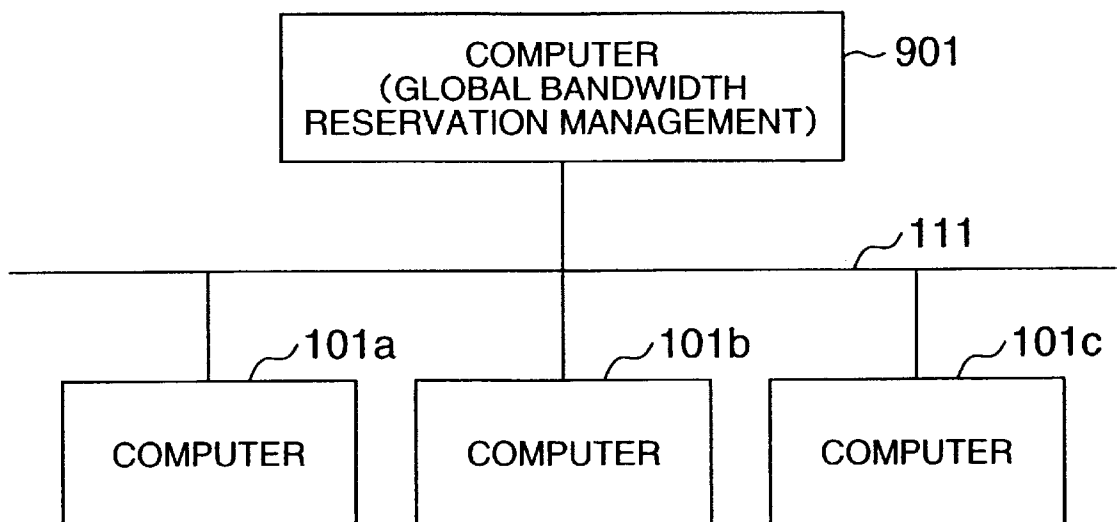 COMPUTER
(GLOBAL BANDWIDTH
RESERVATION MANAGEMENT)
901
111
101a
101b
101c
COMPUTER
COMPUTER
COMPUTER